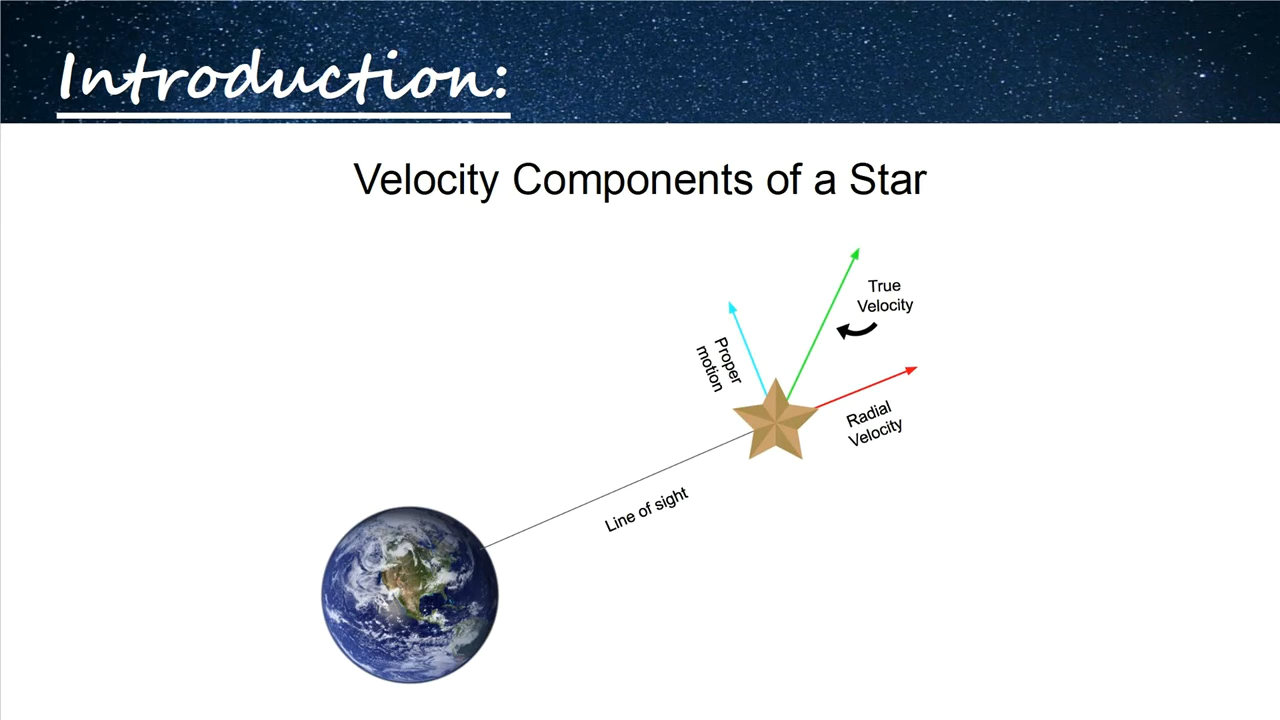 Introduction:
Velocity Components of a Star
True
Velocity
Proper
motion
Radial
Velocity
Line of sight